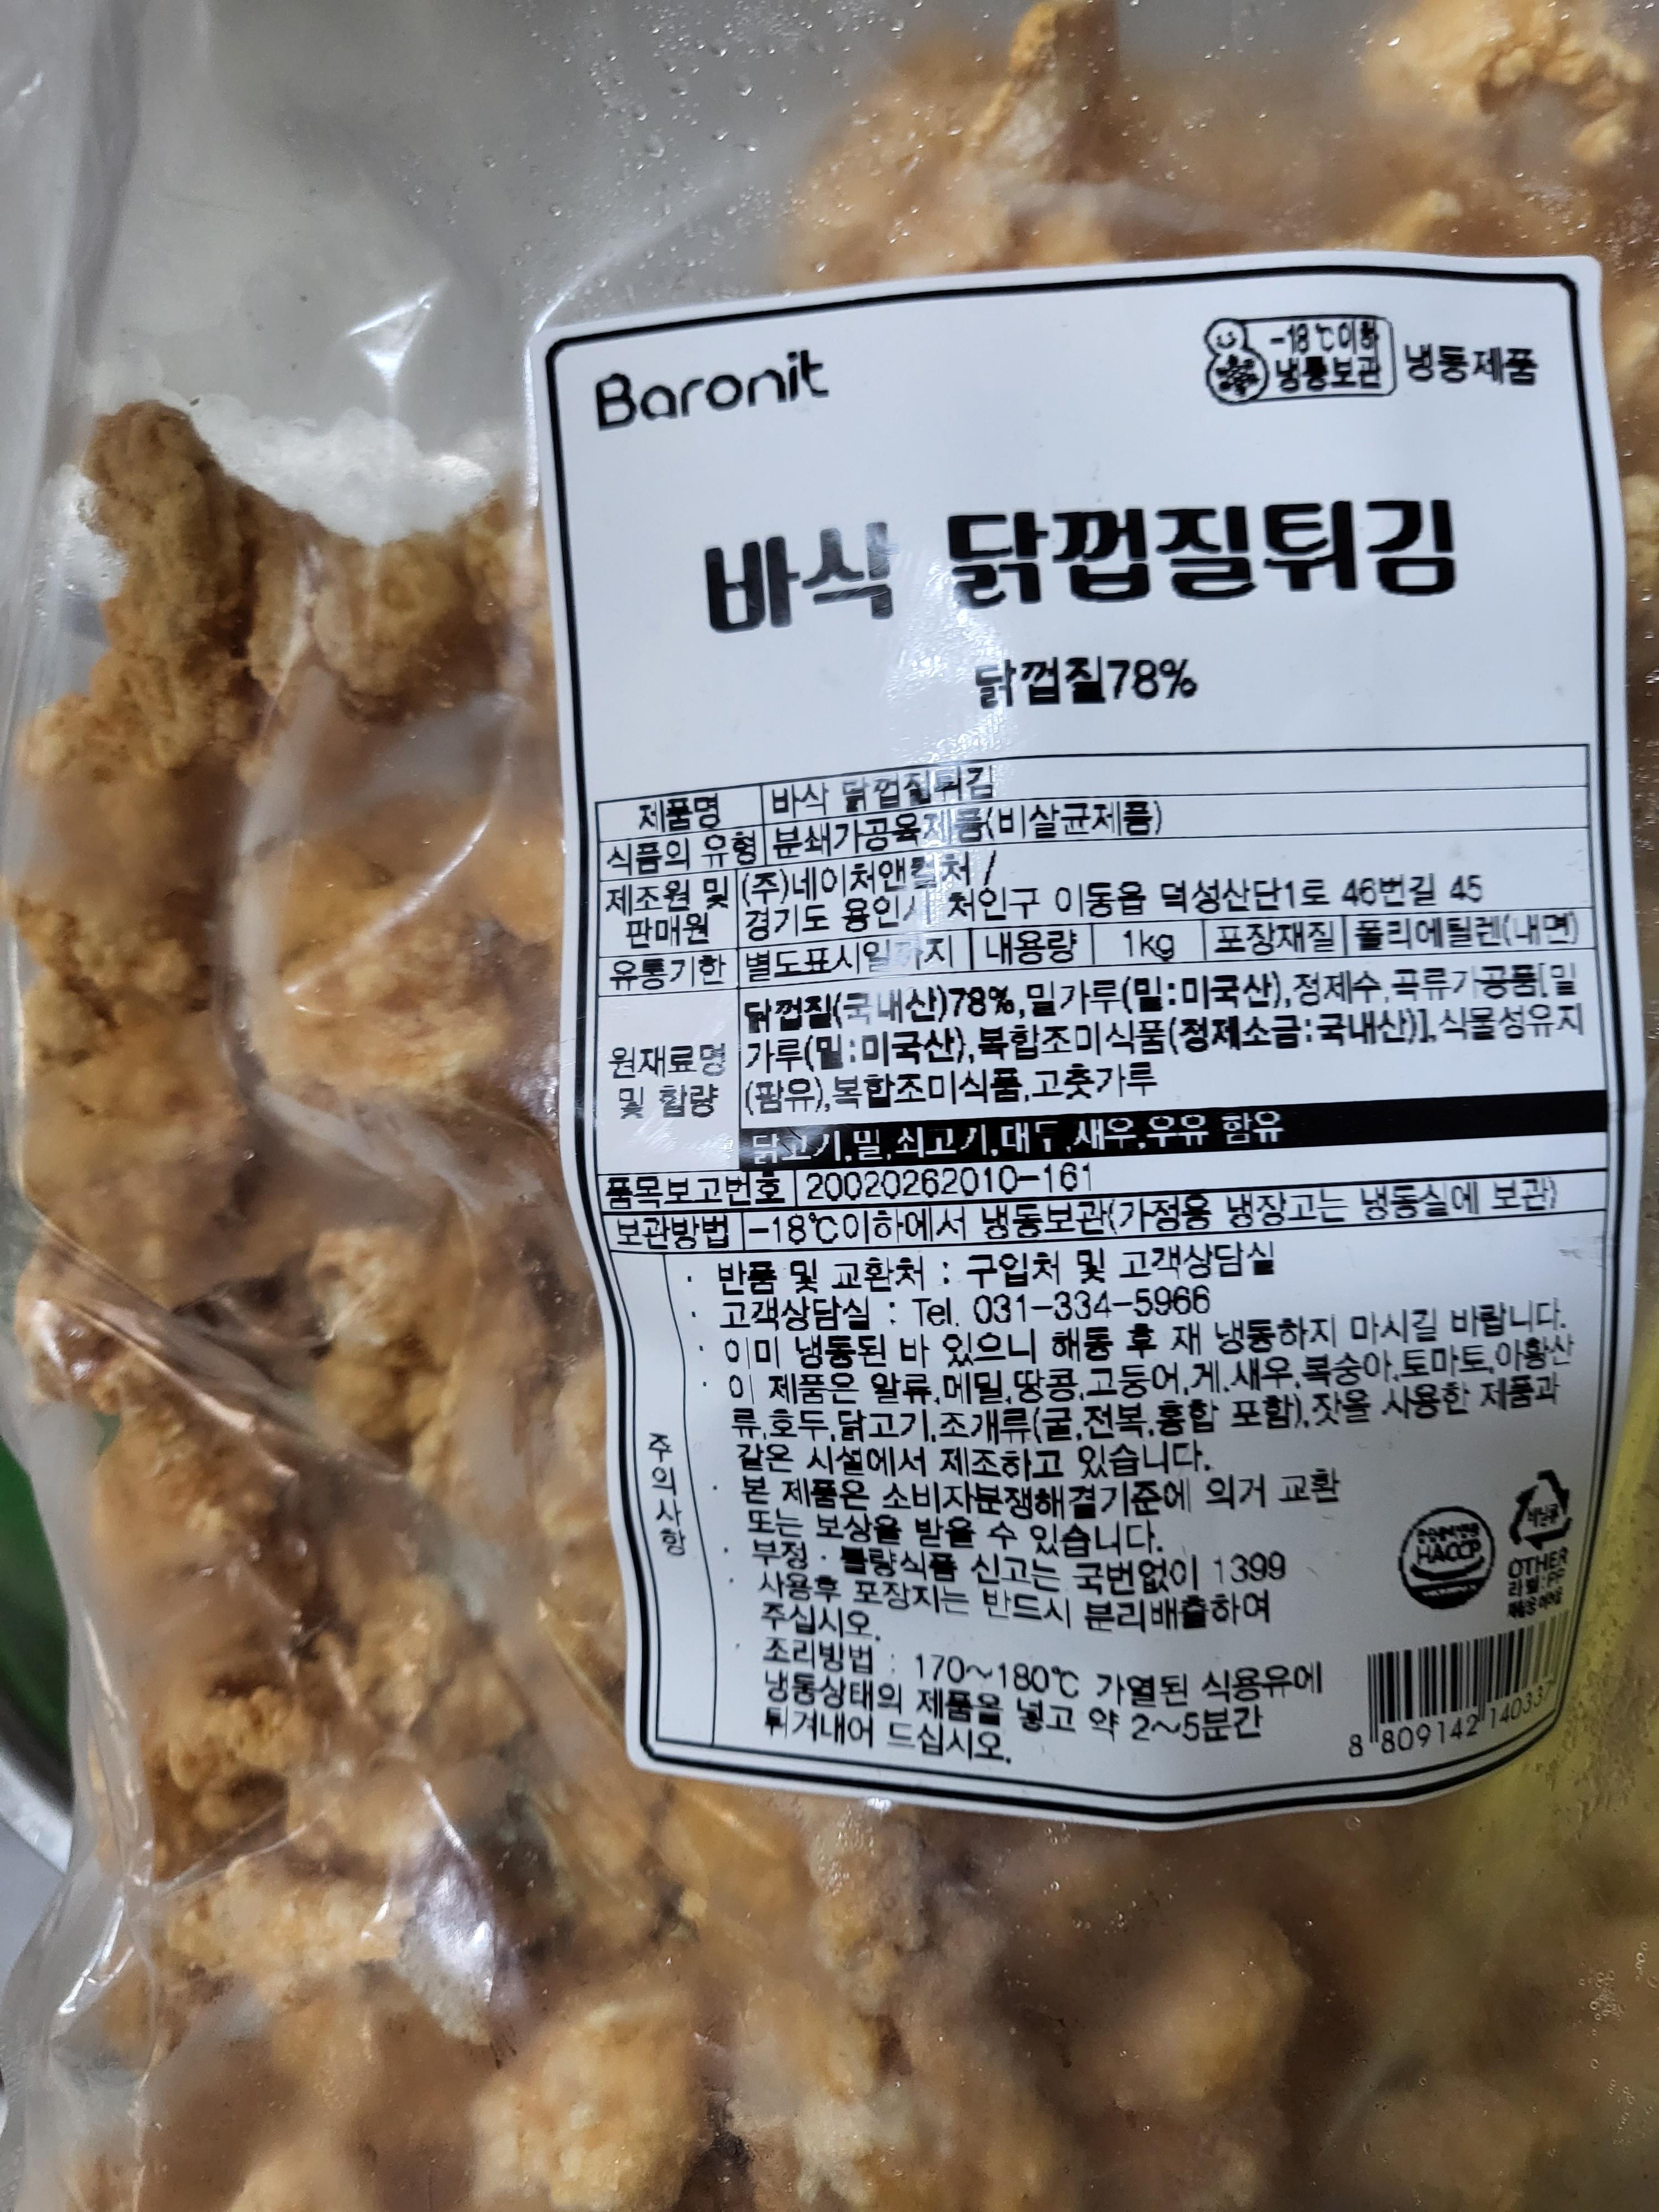 Baronit
-18℃이하
냉동보관
냉동제품
바삭 닭껍질튀김
닭껍질78%
제품명 바삭 닭껍질튀김
식품의 유형 분쇄가공육제품(비살균제품)
제조원 및 판매원 (주)네이처앤컬처 /
경기도 용인시 처인구 이동읍 덕성산단1로 46번길 45
유통기한 별도표시일까지 내용량 1kg 포장재질 폴리에틸렌(내면)
원재료명 및 함량
닭껍질(국내산)78%,밀가루(밀:미국산),정제수,곡류가공품[밀
가루(밀:미국산),복합조미식품(정제소금:국내산)],식물성유지
(팜유),복합조미식품,고춧가루
닭고기,밀,쇠고기,대두,새우,우유 함유
품목보고번호 20020262010-161
보관방법 -18℃이하에서 냉동보관(가정용 냉장고는 냉동실에 보관)
주의사항
· 반품 및 교환처 : 구입처 및 고객상담실
· 고객상담실 : Tel. 031-334-5966
· 이미 냉동된 바 있으니 해동 후 재 냉동하지 마시길 바랍니다.
· 이 제품은 알류,메밀,땅콩,고등어,게,새우,복숭아,토마토,아황산
류,호두,닭고기,조개류(굴,전복,홍합 포함),잣을 사용한 제품과
같은 시설에서 제조하고 있습니다.
· 본 제품은 소비자분쟁해결기준에 의거 교환
또는 보상을 받을 수 있습니다.
· 부정 · 불량식품 신고는 국번없이 1399
· 사용후 포장지는 반드시 분리배출하여
주십시오.
· 조리방법 : 170~180℃ 가열된 식용유에
냉동상태의 제품을 넣고 약 2~5분간
튀겨내어 드십시오.
HACCP
비닐류
OTHER
8 809142 140337